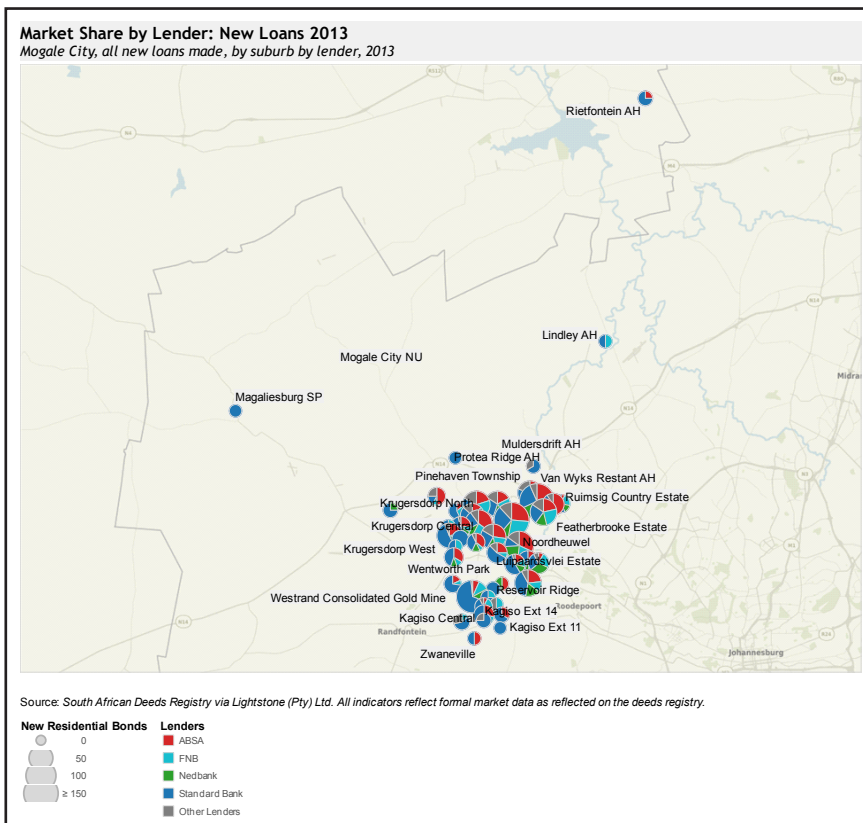 Market Share by Lender: New Loans 2013
Mogale City, all new loans made, by suburb by lender, 2013
Rietfontein AH
Lindley AH
Mogale City NU
Midran
Magaliesburg SP
Muldersdrift AH
Protea Ridge AH
Pinehaven Township
Van Wyks Restant AH
Ruimsig Country Estate
Krugersdorp North
Krugersdorp Central
Featherbrooke Estate
Noordheuwel
Krugersdorp West
Luipaardsvlei Estate
Wentworth Park
Reservoir Ridge
Westrand Consolidated Gold Mine
Roodepoort
Kagiso Ext 14
Kagiso Central
Kagiso Ext 11
Randfontein
Zwaneville
Johannesburg
Source: South African Deeds Registry via Lightstone (Pty) Ltd. All indicators reflect formal market data as reflected on the deeds registry.
New Residential Bonds
0
50
100
≥ 150
Lenders
ABSA
FNB
Nedbank
Standard Bank
Other Lenders